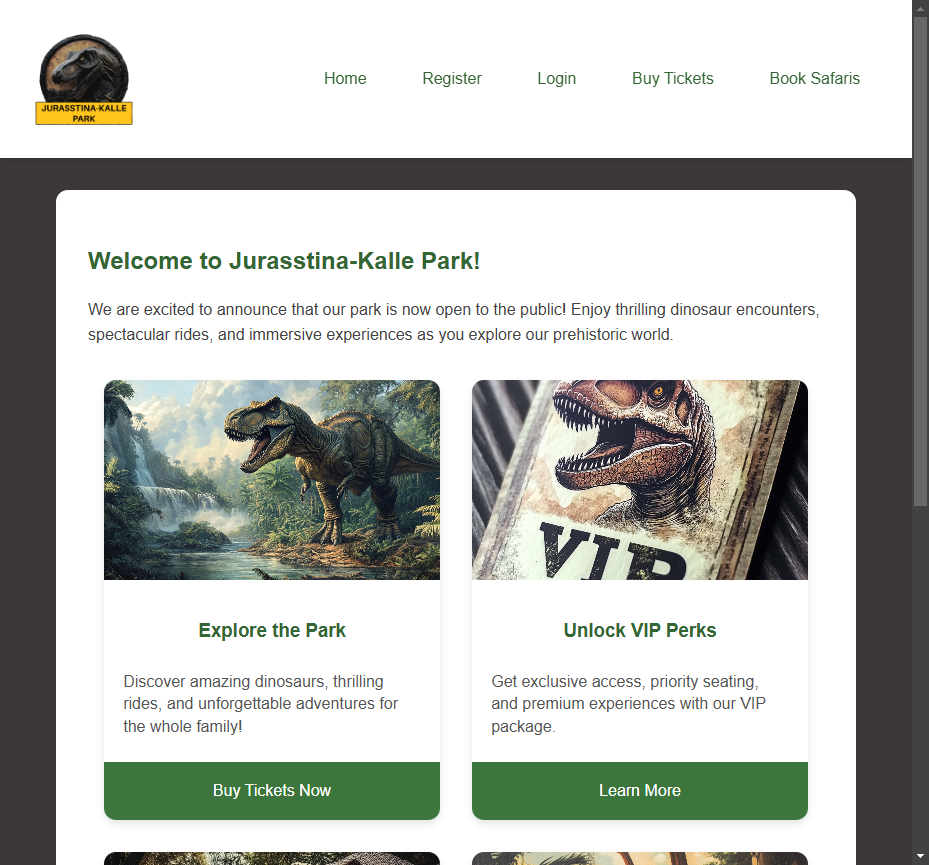 JURASSTINA-KALLE
PARK
Home Register Login Buy Tickets Book Safaris
Welcome to Jurasstina-Kalle Park!
We are excited to announce that our park is now open to the public! Enjoy thrilling dinosaur encounters,
spectacular rides, and immersive experiences as you explore our prehistoric world.
VIP
Explore the Park
Discover amazing dinosaurs, thrilling
rides, and unforgettable adventures for
the whole family!
Buy Tickets Now
Unlock VIP Perks
Get exclusive access, priority seating,
and premium experiences with our VIP
package.
Learn More